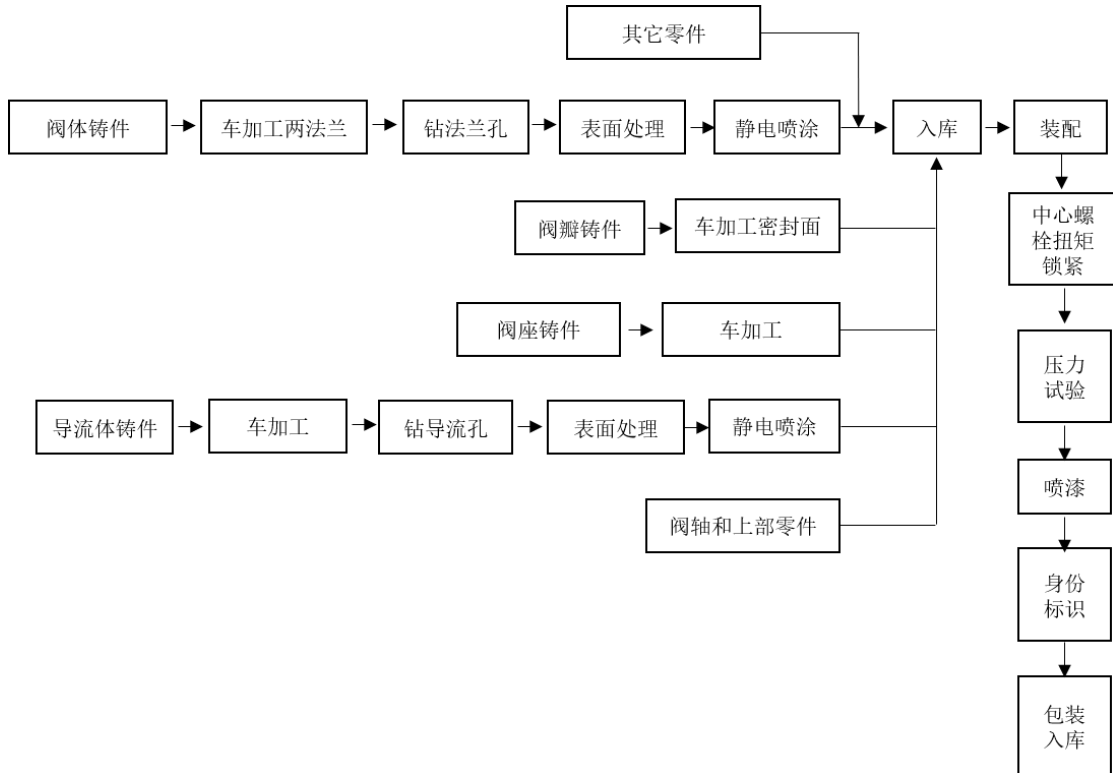 其它零件
阀体铸件
车加工两法兰
钻法兰孔
表面处理
静电喷涂
入库
装配
阀瓣铸件
车加工密封面
中心螺
栓扭矩
锁紧
阀座铸件
车加工
压力
试验
导流体铸件
车加工
钻导流孔
表面处理
静电喷涂
喷漆
阀轴和上部零件
身份
标识
包装
入库